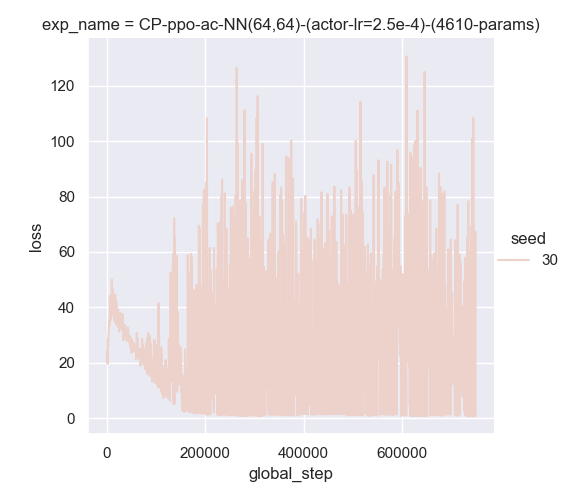 exp_name = CP-ppo-ac-NN(64,64)-(actor-lr=2.5e-4)-(4610-params)
120
100
80
60
40
20
0
loss
seed
30
0 200000 400000 600000
global_step